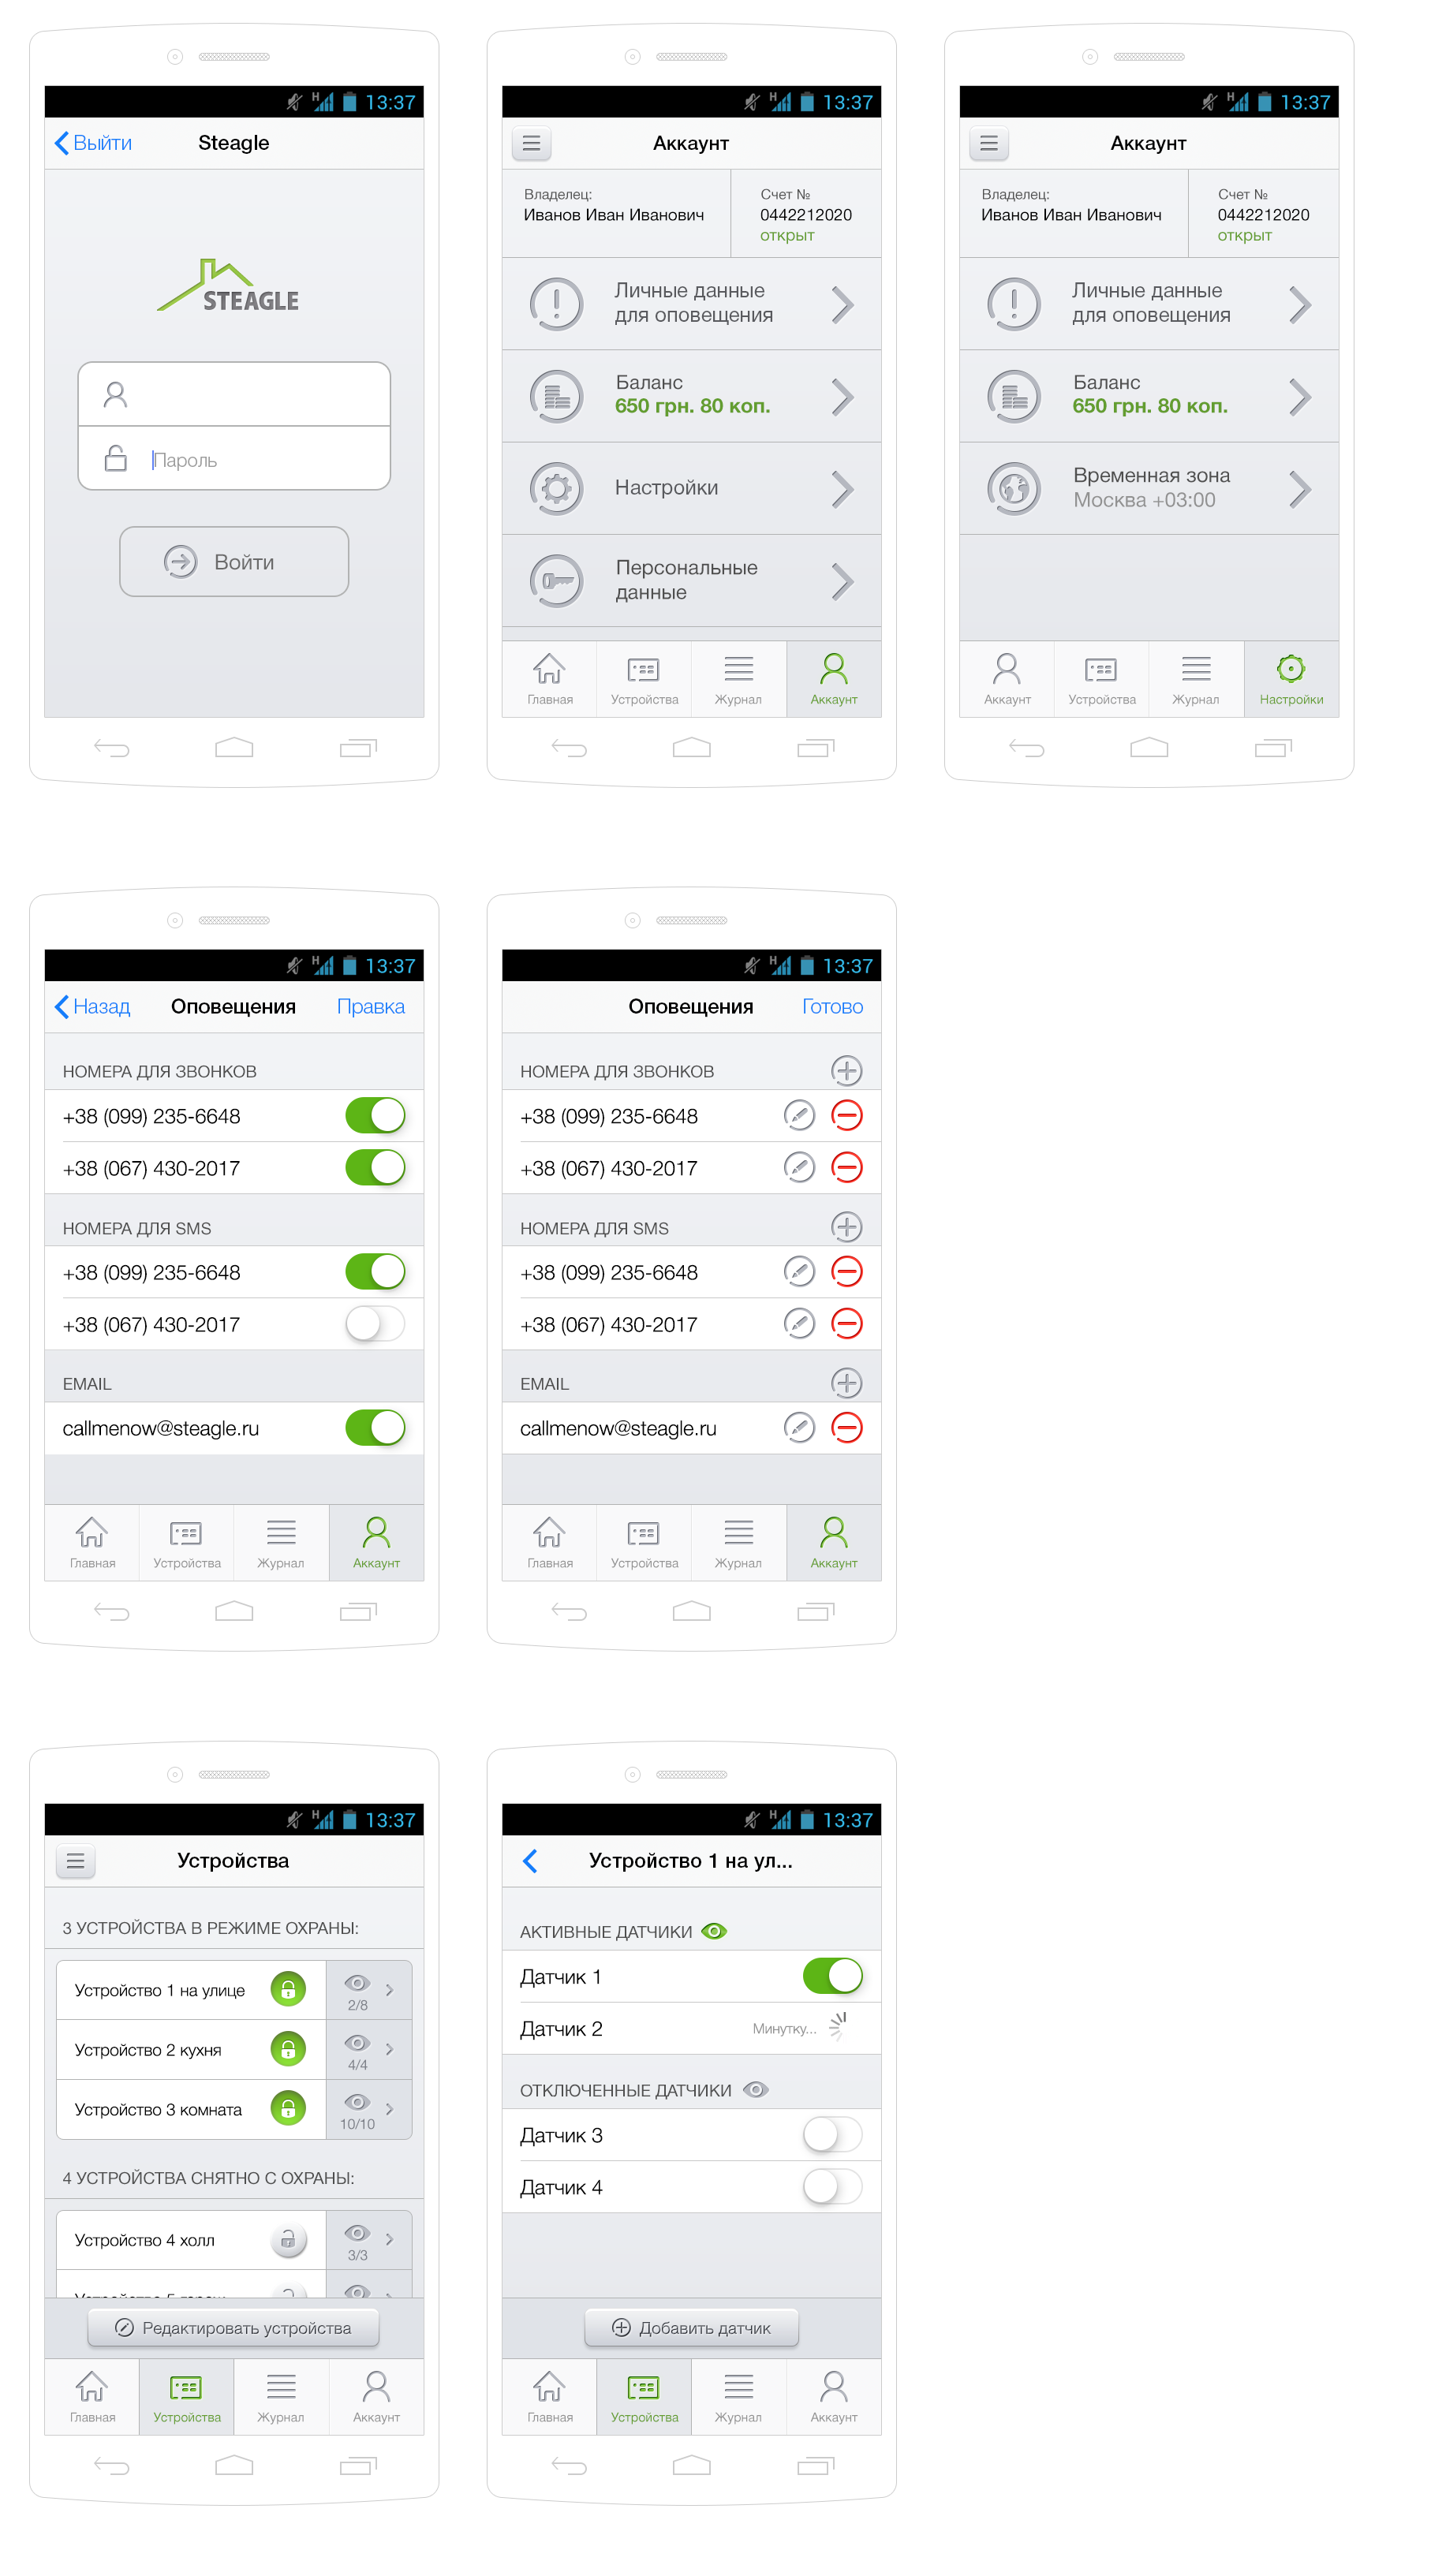 H 13:37
Выйти Steagle
STEAGLE
Пароль
Войти
H 13:37
Аккаунт
Владелец:
Иванов Иван Иванович
Счет №
0442212020
открыт
Личные данные
для оповещения
Баланс
650 грн. 80 коп.
Настройки
Персональные
данные
Главная Устройства Журнал Аккаунт
H 13:37
Аккаунт
Владелец:
Иванов Иван Иванович
Счет №
0442212020
открыт
Личные данные
для оповещения
Баланс
650 грн. 80 коп.
Временная зона
Москва +03:00
Аккаунт Устройства Журнал Настройки
H 13:37
Назад Оповещения Правка
НОМЕРА ДЛЯ ЗВОНКОВ
+38 (099) 235-6648
+38 (067) 430-2017
НОМЕРА ДЛЯ SMS
+38 (099) 235-6648
+38 (067) 430-2017
EMAIL
callmenow@steagle.ru
Главная Устройства Журнал Аккаунт
H 13:37
Оповещения Готово
НОМЕРА ДЛЯ ЗВОНКОВ
+38 (099) 235-6648
+38 (067) 430-2017
НОМЕРА ДЛЯ SMS
+38 (099) 235-6648
+38 (067) 430-2017
EMAIL
callmenow@steagle.ru
Главная Устройства Журнал Аккаунт
H 13:37
Устройства
3 УСТРОЙСТВА В РЕЖИМЕ ОХРАНЫ:
Устройство 1 на улице 2/8
Устройство 2 кухня 4/4
Устройство 3 комната 10/10
4 УСТРОЙСТВА СНЯТНО С ОХРАНЫ:
Устройство 4 холл 3/3
Устройство 5
Редактировать устройства
Главная Устройства Журнал Аккаунт
H 13:37
Устройство 1 на ул...
АКТИВНЫЕ ДАТЧИКИ
Датчик 1
Датчик 2 Минутку...
ОТКЛЮЧЕННЫЕ ДАТЧИКИ
Датчик 3
Датчик 4
Добавить датчик
Главная Устройства Журнал Аккаунт